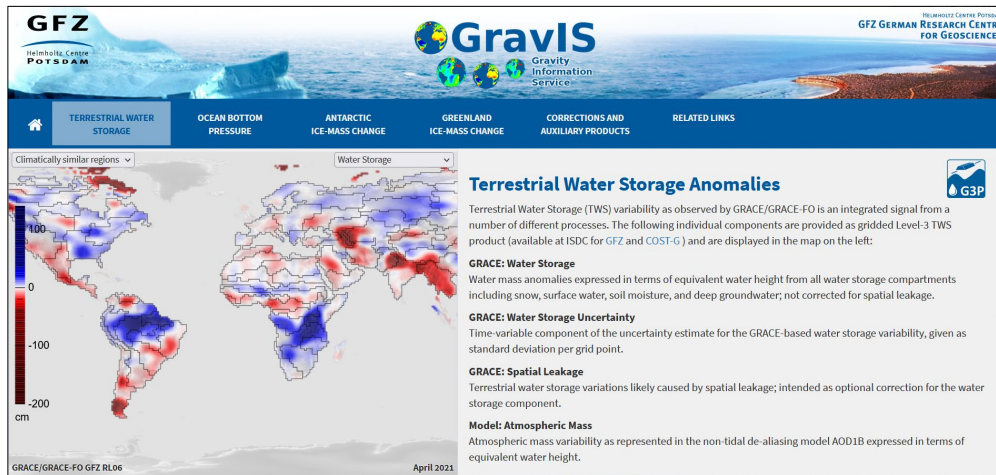 GFZ
Helmholtz Centre
POTSDAM
GravIS
Gravity
Information
Service
HELMHOLTZ CENTRE POTSDA
GFZ GERMAN RESEARCH CENTR
FOR GEOSCIENCE
TERRESTRIAL WATER
STORAGE
OCEAN BOTTOM
PRESSURE
ANTARCTIC
ICE-MASS CHANGE
GREENLAND
ICE-MASS CHANGE
CORRECTIONS AND
AUXILIARY PRODUCTS
RELATED LINKS
Climatically similar regions
Water Storage
100
0
-100
-200
cm
GRACE/GRACE-FO GFZ RL06
April 2021
Terrestrial Water Storage Anomalies
G3P
Terrestrial Water Storage (TWS) variability as observed by GRACE/GRACE-FO is an integrated signal from a
number of different processes. The following individual components are provided as gridded Level-3 TWS
product (available at ISDC for GFZ and COST-G ) and are displayed in the map on the left:
GRACE: Water Storage
Water mass anomalies expressed in terms of equivalent water height from all water storage compartments
including snow, surface water, soil moisture, and deep groundwater; not corrected for spatial leakage.
GRACE: Water Storage Uncertainty
Time-variable component of the uncertainty estimate for the GRACE-based water storage variability, given as
standard deviation per grid point.
GRACE: Spatial Leakage
Terrestrial water storage variations likely caused by spatial leakage; intended as optional correction for the water
storage component.
Model: Atmospheric Mass
Atmospheric mass variability as represented in the non-tidal de-aliasing model AOD1B expressed in terms of
equivalent water height.